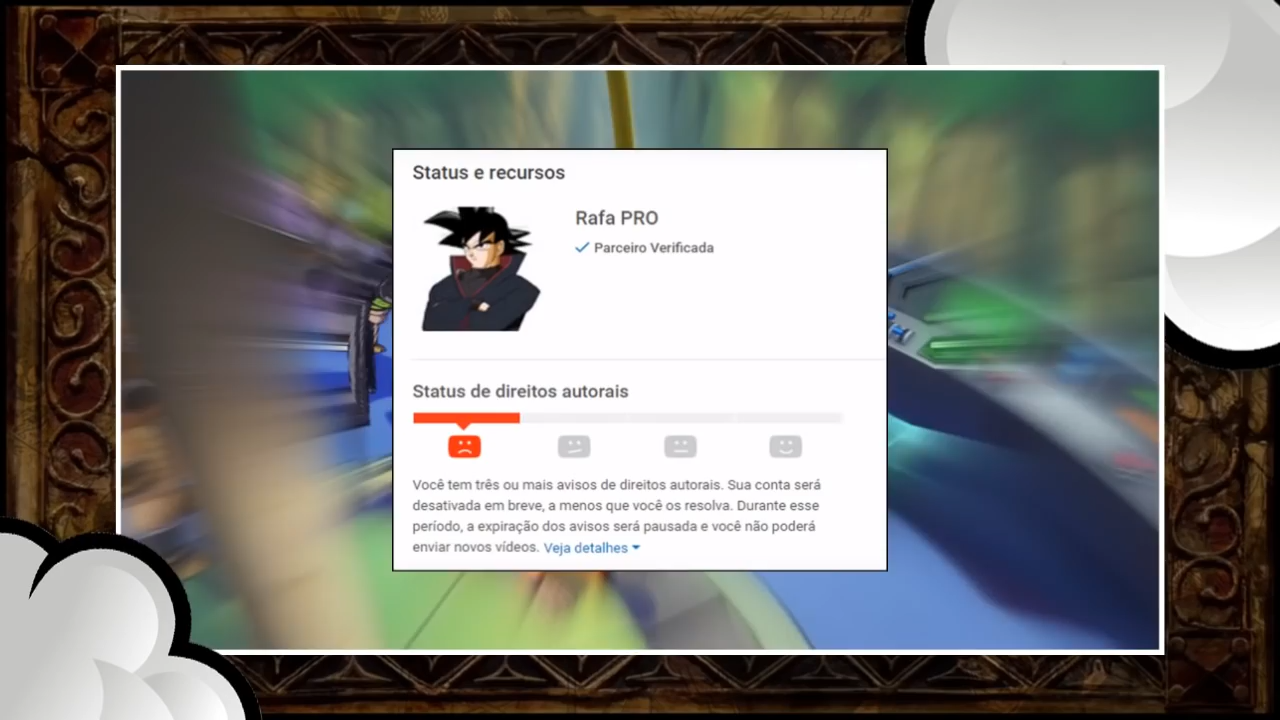 Status e recursos
Rafa PRO
Parceiro Verificada
Status de direitos autorais
Você tem três ou mais avisos de direitos autorais. Sua conta será
desativada em breve, a menos que você os resolva. Durante esse
período, a expiração dos avisos será pausada e você não poderá
enviar novos vídeos. Veja detalhes